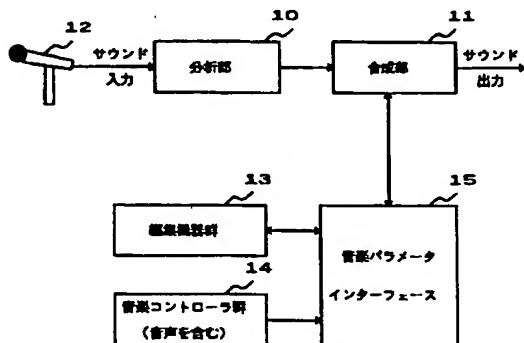 12
サウンド
入力
10
分析部
11
合成部
サウンド
出力
13
編集機器群
14
音楽コントローラ群
(音声を含む)
15
音楽パラメータ
インターフェース